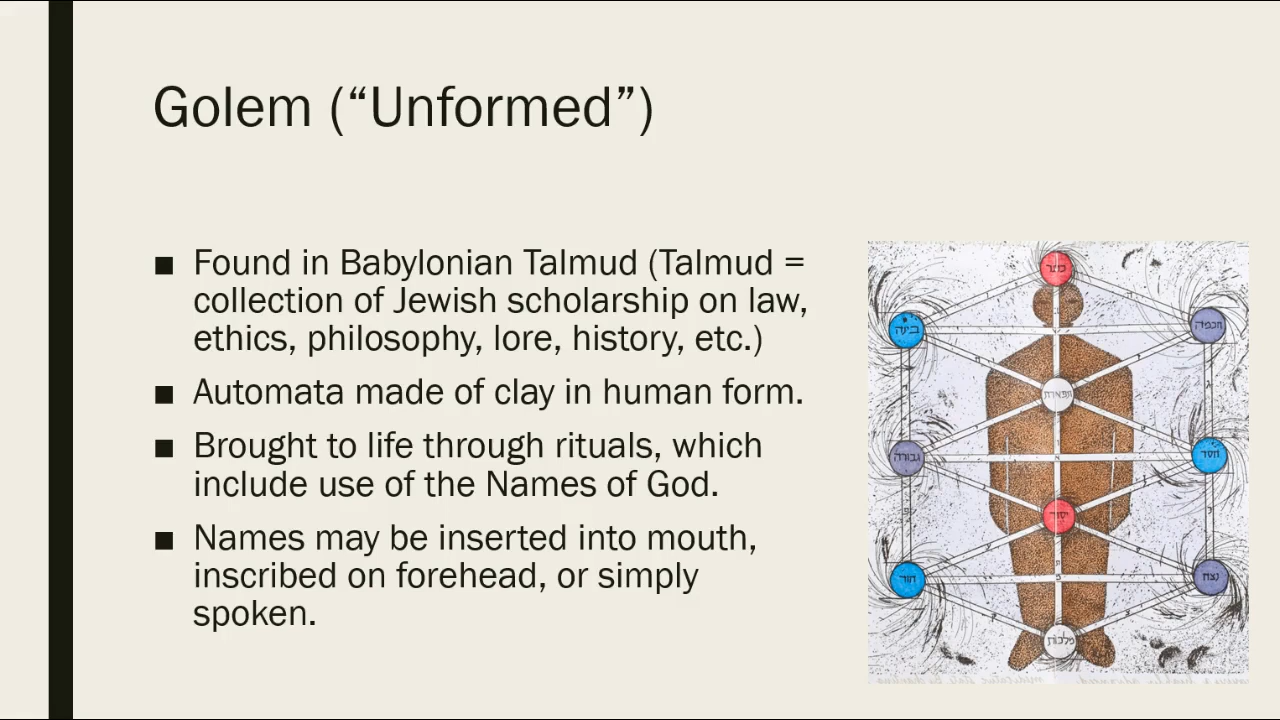 Golem (“Unformed”)
■ Found in Babylonian Talmud (Talmud =
collection of Jewish scholarship on law,
ethics, philosophy, lore, history, etc.)
■ Automata made of clay in human form.
■ Brought to life through rituals, which
include use of the Names of God.
■ Names may be inserted into mouth,
inscribed on forehead, or simply
spoken.
בינה
חכמה
תפארת
גבורה
חסד
יסוד
הוד
נצח
מלכות